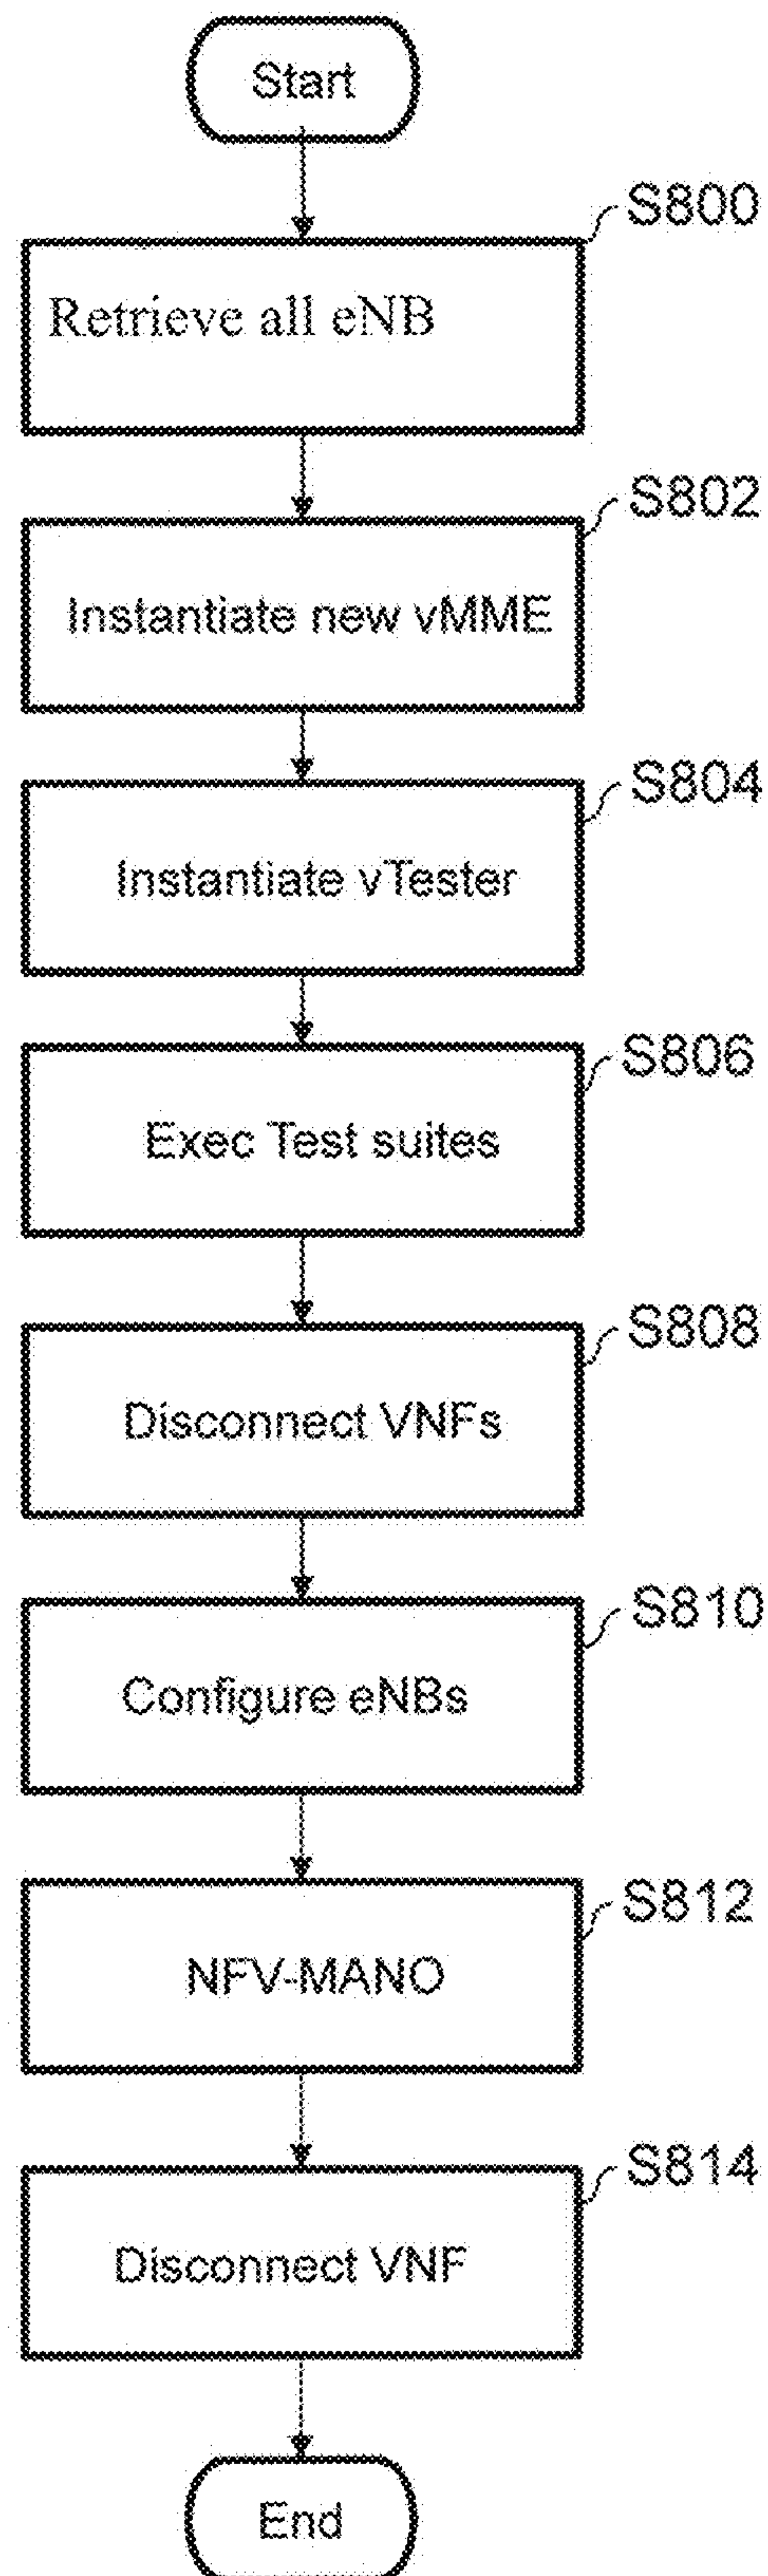 Start
S800
Retrieve all eNB
S802
Instantiate new vMME
S804
Instantiate vTester
S806
Exec Test suites
S808
Disconnect VNFs
S810
Configure eNBs
S812
NFV-MANO
S814
Disconnect VNF
End